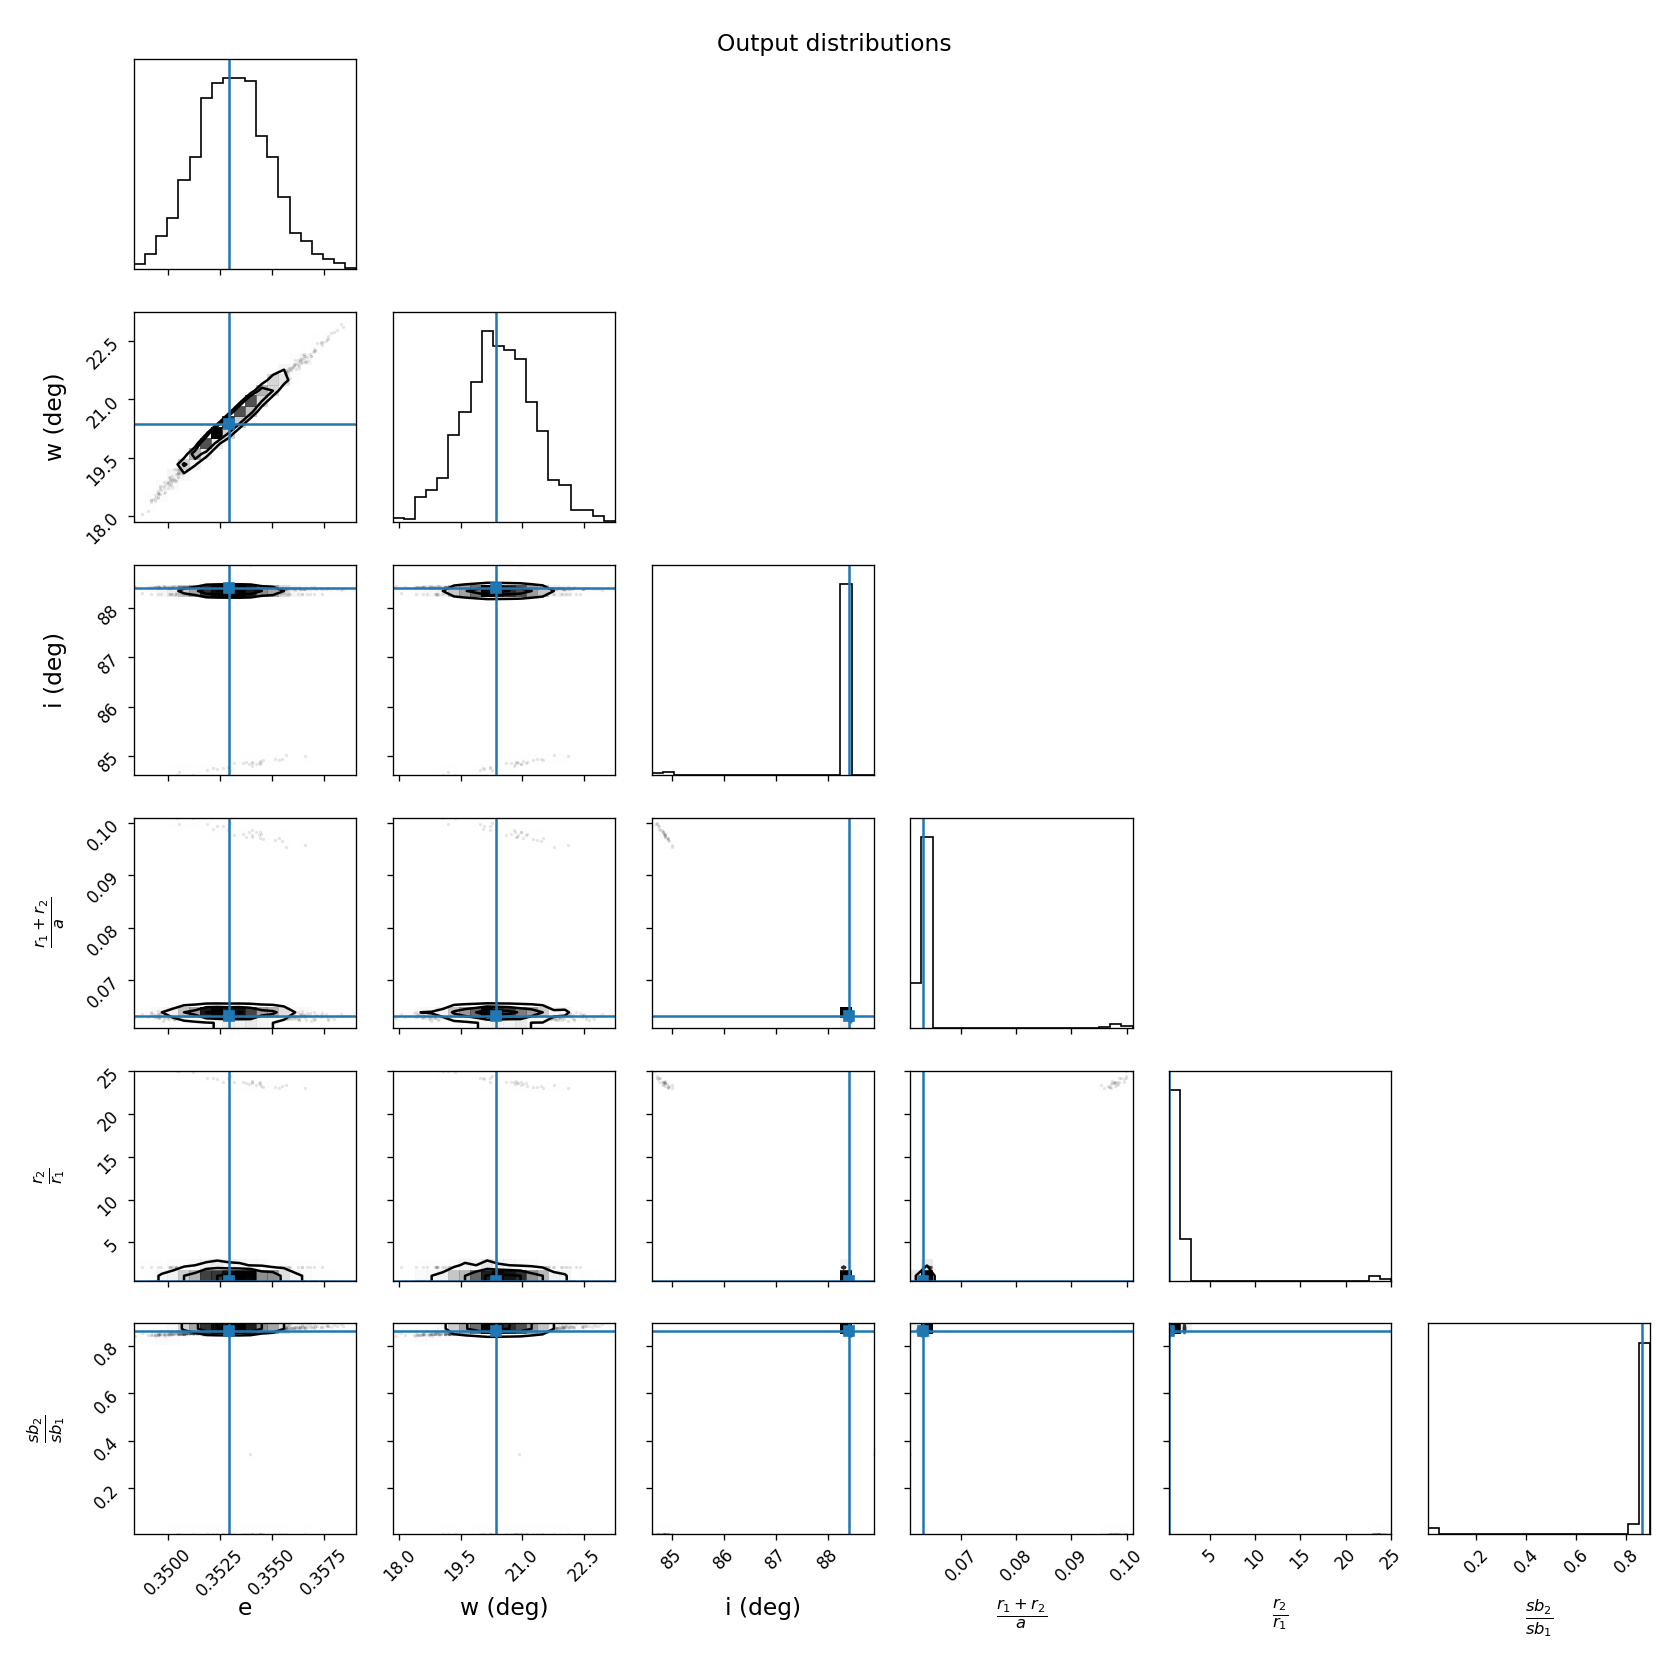 Output distributions
22.5
21.0
19.5
18.0
w (deg)
88
87
86
85
i (deg)
0.10
0.09
0.08
0.07
r₁ + r₂
a
25
20
15
10
5
r₂
r₁
0.8
0.6
0.4
0.2
sb₂
sb₁
0.3500 0.3525 0.3550 0.3575
18.0 19.5 21.0 22.5
85 86 87 88
0.07 0.08 0.09 0.10
5 10 15 20 25
0.2 0.4 0.6 0.8
e
w (deg)
i (deg)
r₁ + r₂
a
r₂
r₁
sb₂
sb₁